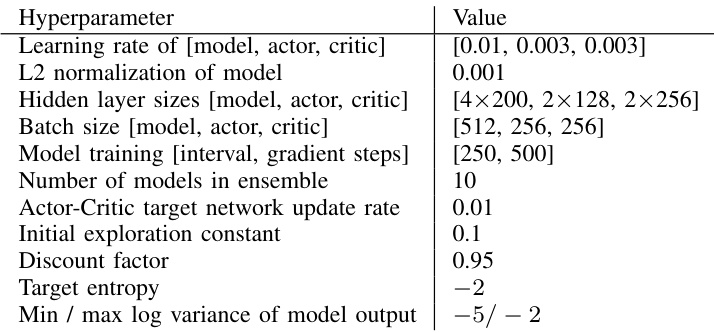 Hyperparameter Value
Learning rate of [model, actor, critic] [0.01, 0.003, 0.003]
L2 normalization of model 0.001
Hidden layer sizes [model, actor, critic] [4×200, 2×128, 2×256]
Batch size [model, actor, critic] [512, 256, 256]
Model training [interval, gradient steps] [250, 500]
Number of models in ensemble 10
Actor-Critic target network update rate 0.01
Initial exploration constant 0.1
Discount factor 0.95
Target entropy −2
Min / max log variance of model output −5/ − 2